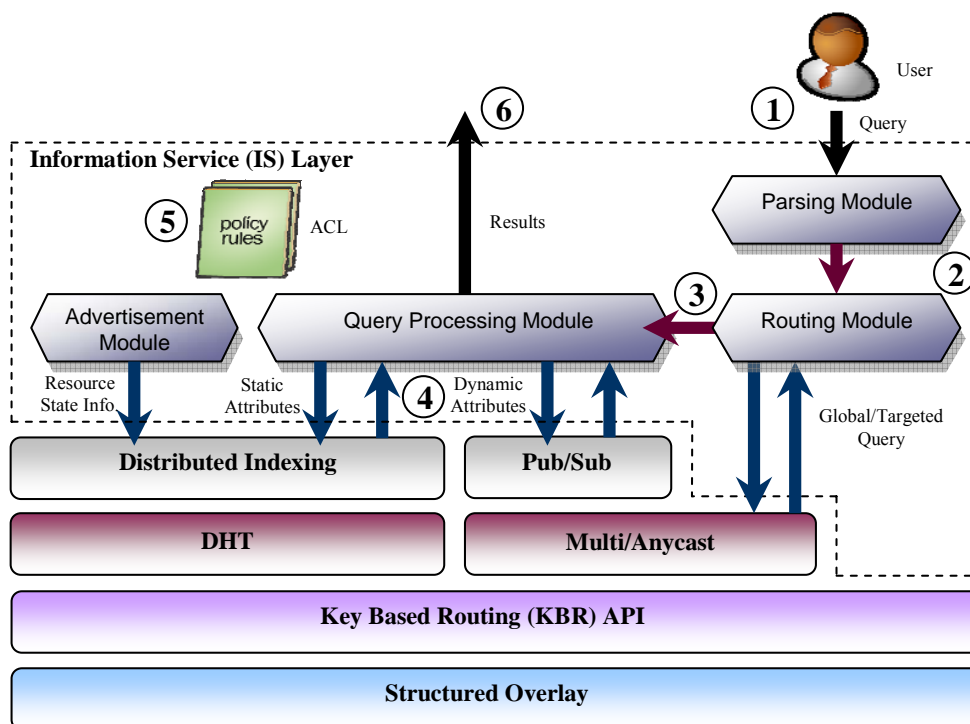 User
1
6
Query
Information Service (IS) Layer
5
policy
rules
ACL
Results
Parsing Module
2
3
Advertisement
Module
Query Processing Module
Routing Module
Resource
State Info
Static
Attributes
4
Dynamic
Attributes
Global/Targeted
Query
Distributed Indexing
Pub/Sub
DHT
Multi/Anycast
Key Based Routing (KBR) API
Structured Overlay